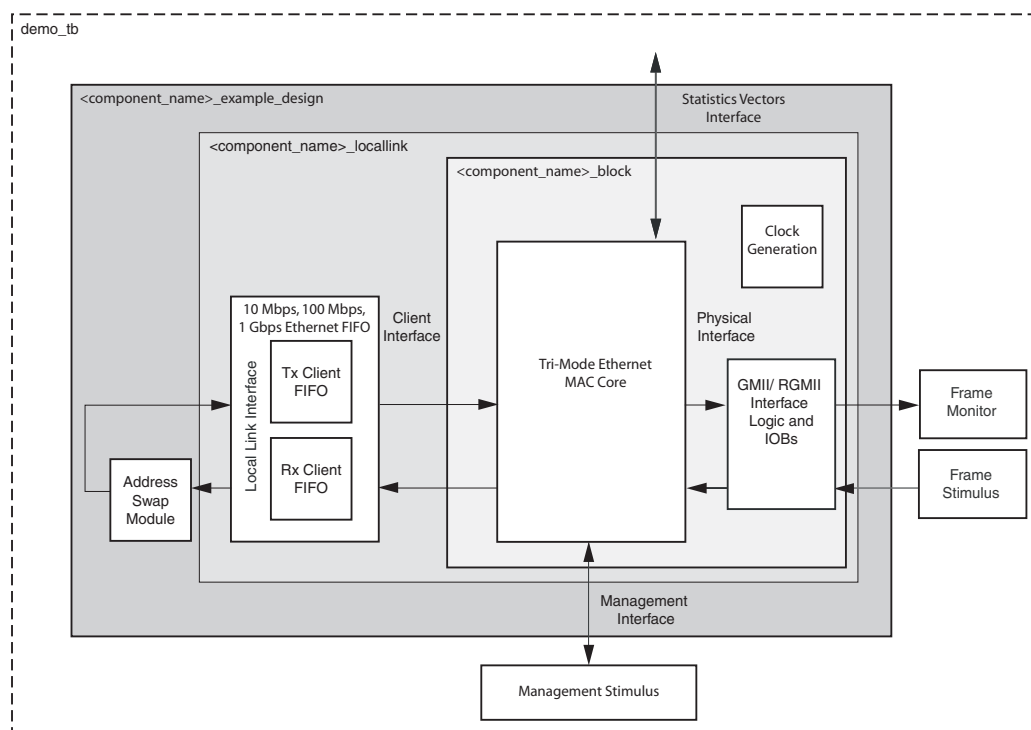 demo_tb
<component_name>_example_design
Statistics Vectors
Interface
<component_name>_locallink
<component_name>_block
Clock
Generation
10 Mbps, 100 Mbps,
1 Gbps Ethernet FIFO
Client
Interface
Physical
Interface
Local Link Interface
Tx Client
FIFO
Tri-Mode Ethernet
MAC Core
GMII/ RGMII
Interface
Logic and
IOBs
Frame
Monitor
Rx Client
FIFO
Address
Swap
Module
Frame
Stimulus
Management
Interface
Management Stimulus